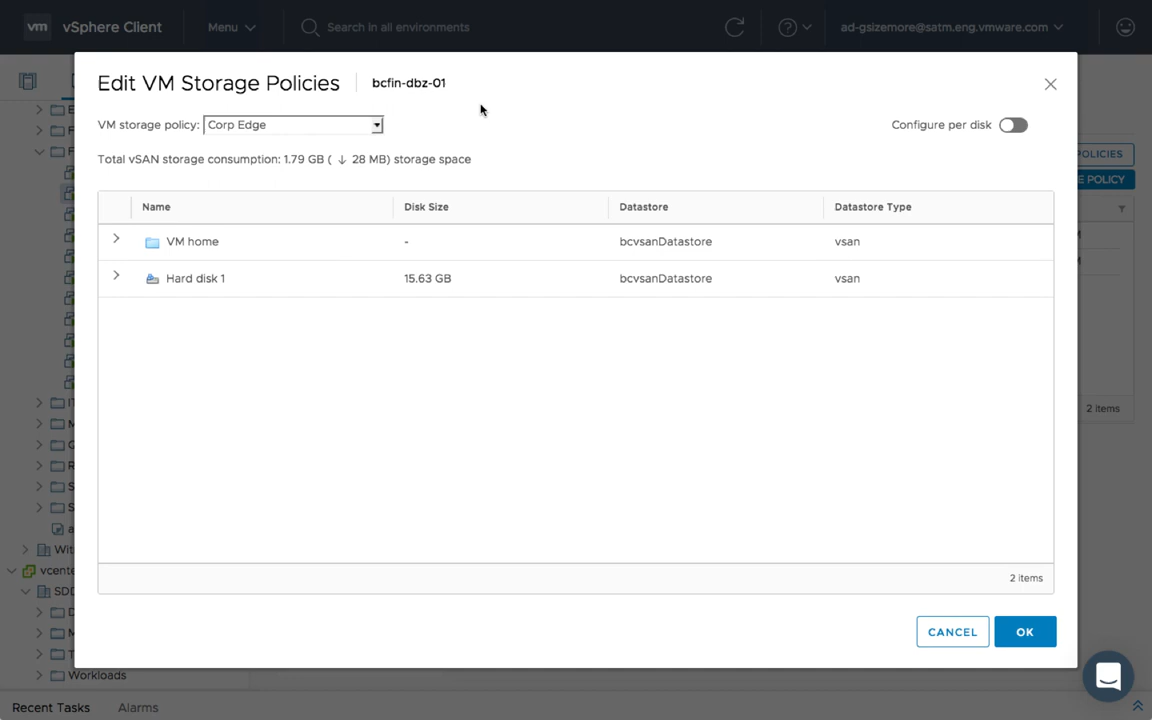 vm vSphere Client Menu Search in all environments ad-gsizemore@satm.eng.vmware.com
Edit VM Storage Policies bcfin-dbz-01
VM storage policy: Corp Edge Configure per disk
POLICIES
Total vSAN storage consumption: 1.79 GB ( ↓ 28 MB) storage space
E POLICY
Name Disk Size Datastore Datastore Type
VM home - bcvsanDatastore vsan
Hard disk 1 15.63 GB bcvsanDatastore vsan
2 items
2 items
CANCEL OK
vcente
SDD
Workloads
Recent Tasks Alarms